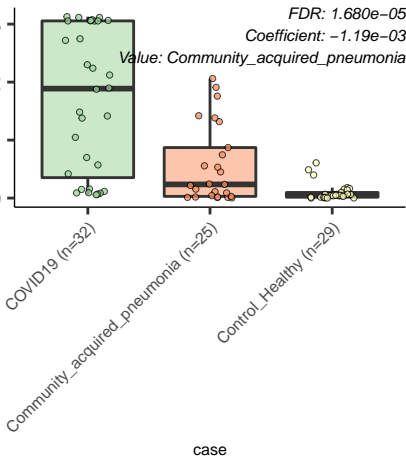 FDR: 1.680e−05
Coefficient: −1.19e−03
Value: Community_acquired_pneumonia
COVID19 (n=32)
Community_acquired_pneumonia (n=25)
Control_Healthy (n=29)
case